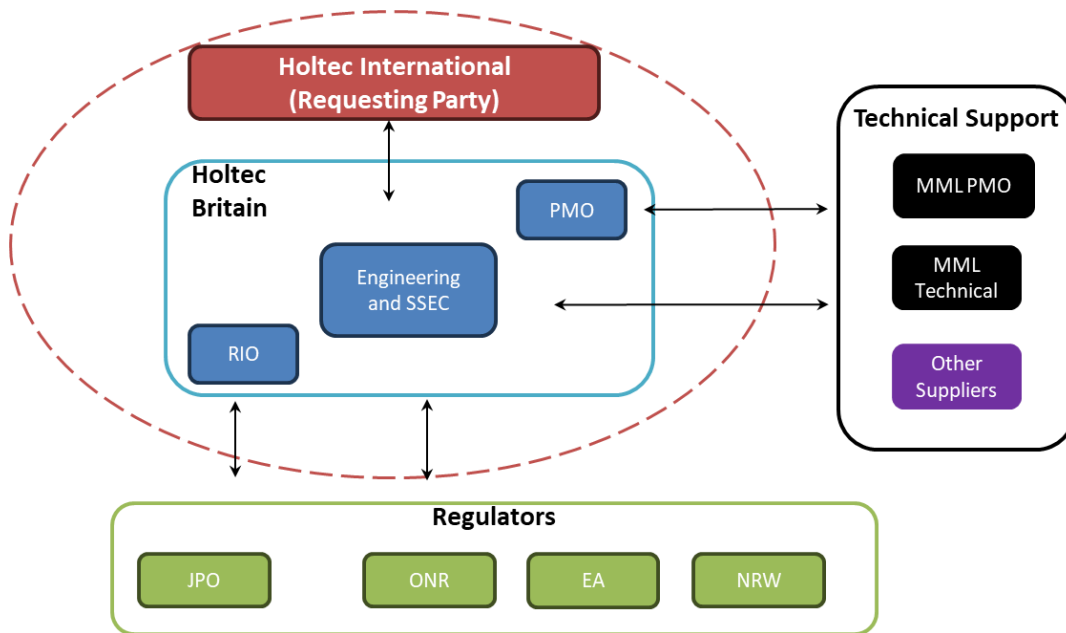 Holtec International
(Requesting Party)
Technical Support
Holtec
Britain
MML PMO
PMO
Engineering
and SSEC
MML
Technical
RIO
Other
Suppliers
Regulators
JPO
ONR
EA
NRW